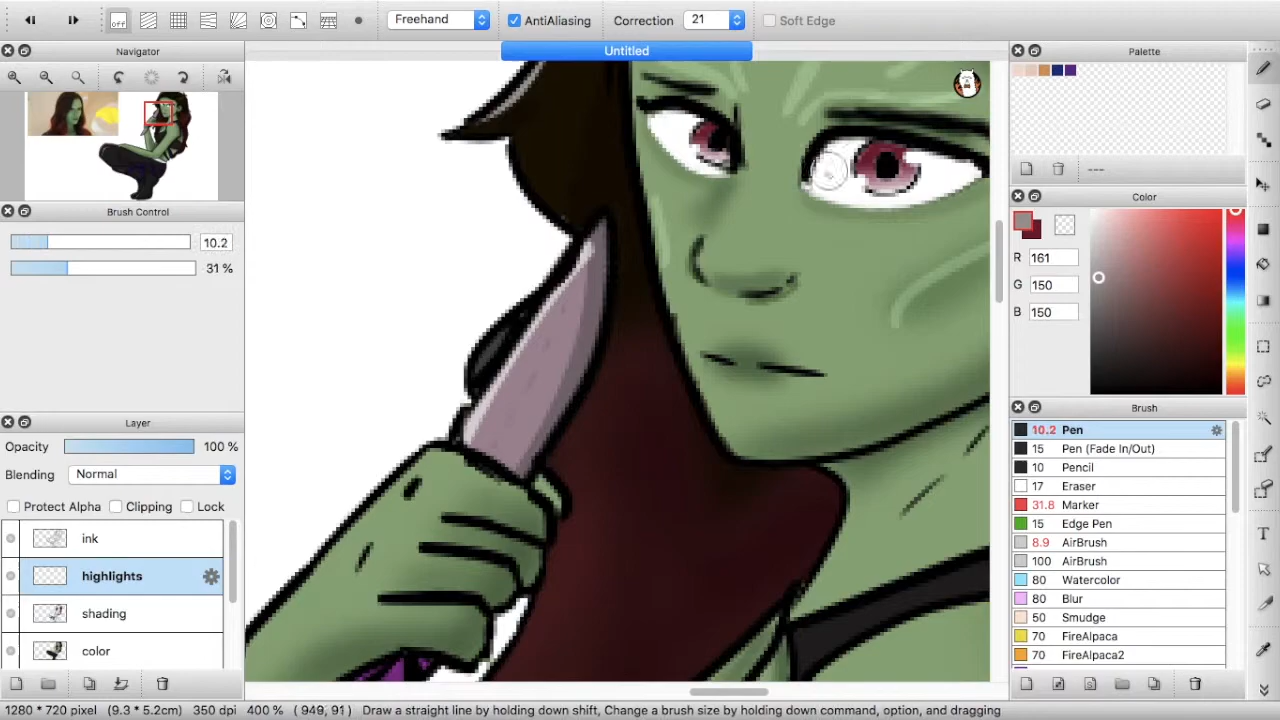 off Freehand AntiAliasing Correction 21 Soft Edge
Untitled
Navigator
Brush Control
10.2
31 %
Layer
Opacity 100 %
Blending Normal
Protect Alpha Clipping Lock
ink
highlights
shading
color
Palette
---
Color
R 161
G 150
B 150
Brush
10.2 Pen
15 Pen (Fade In/Out)
10 Pencil
17 Eraser
31.8 Marker
15 Edge Pen
8.9 AirBrush
100 AirBrush
80 Watercolor
80 Blur
50 Smudge
70 FireAlpaca
70 FireAlpaca2
T
1280 * 720 pixel (9.3 * 5.2cm) 350 dpi 400 % ( 949, 91 ) Draw a straight line by holding down shift, Change a brush size by holding down command, option, and dragging